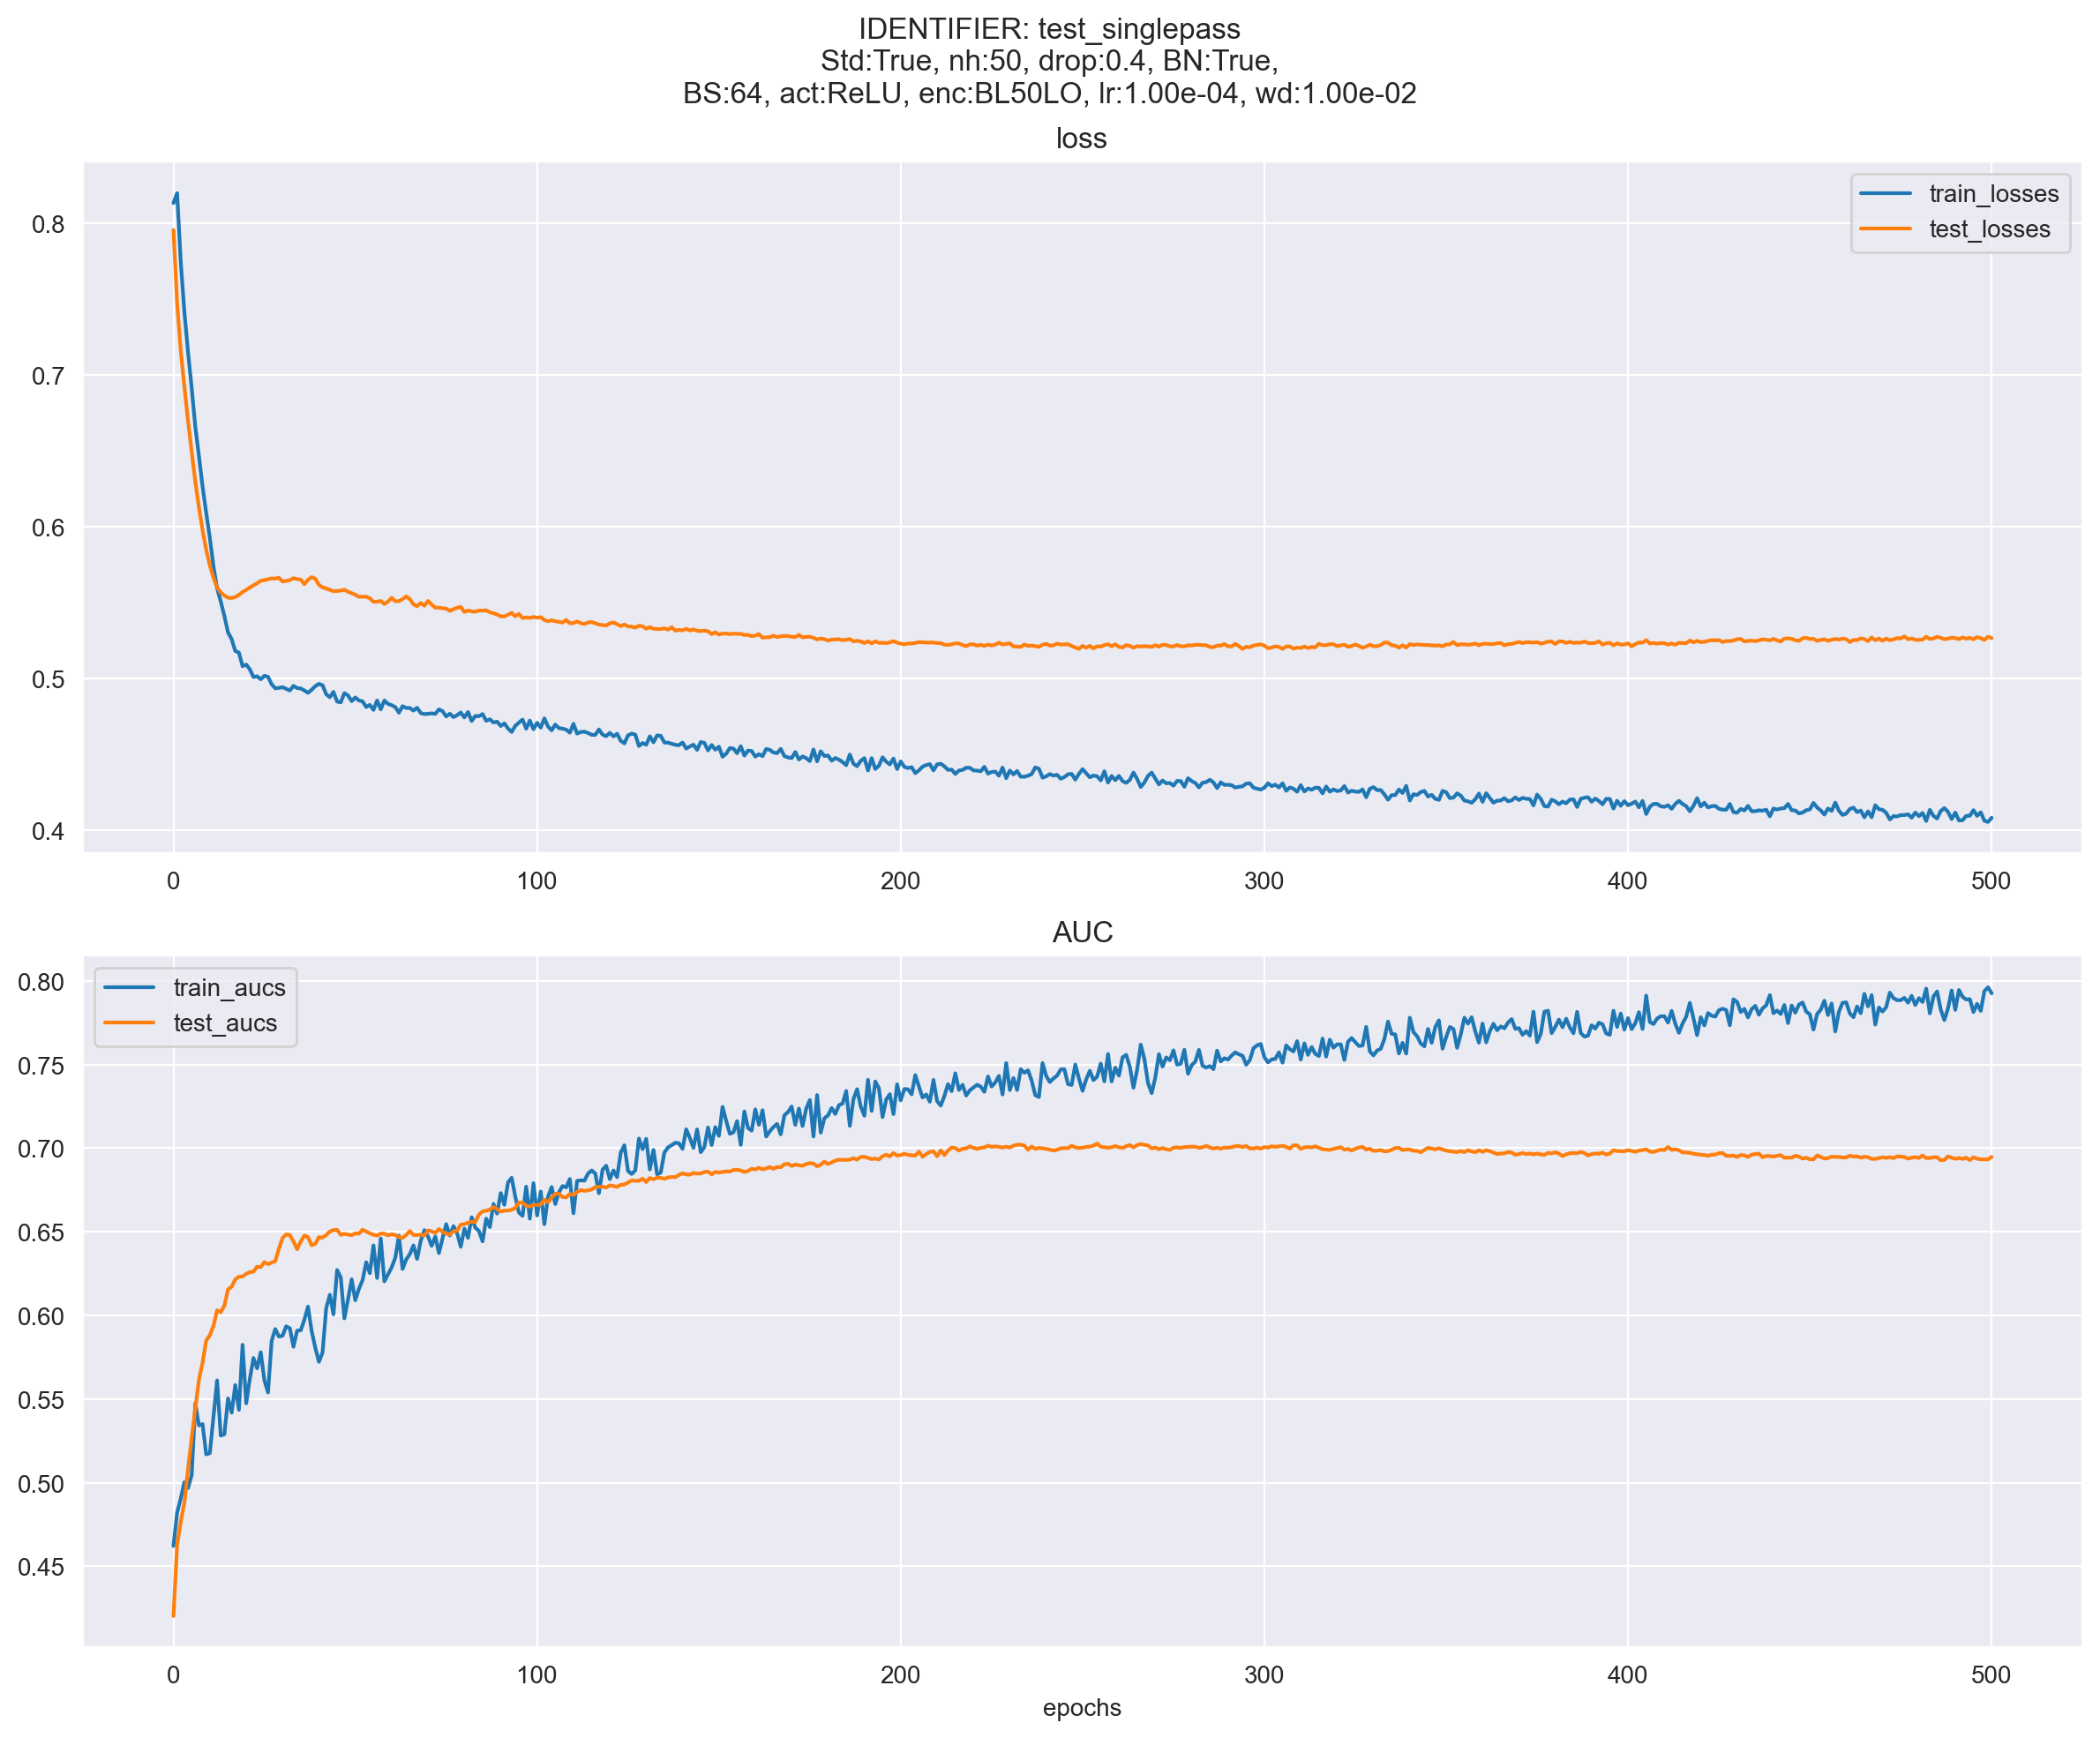 IDENTIFIER: test_singlepass
Std:True, nh:50, drop:0.4, BN:True,
BS:64, act:ReLU, enc:BL50LO, lr:1.00e-04, wd:1.00e-02
loss
train_losses
test_losses
0.8
0.7
0.6
0.5
0.4
0 100 200 300 400 500
AUC
train_aucs
test_aucs
0.80
0.75
0.70
0.65
0.60
0.55
0.50
0.45
0 100 200 300 400 500
epochs